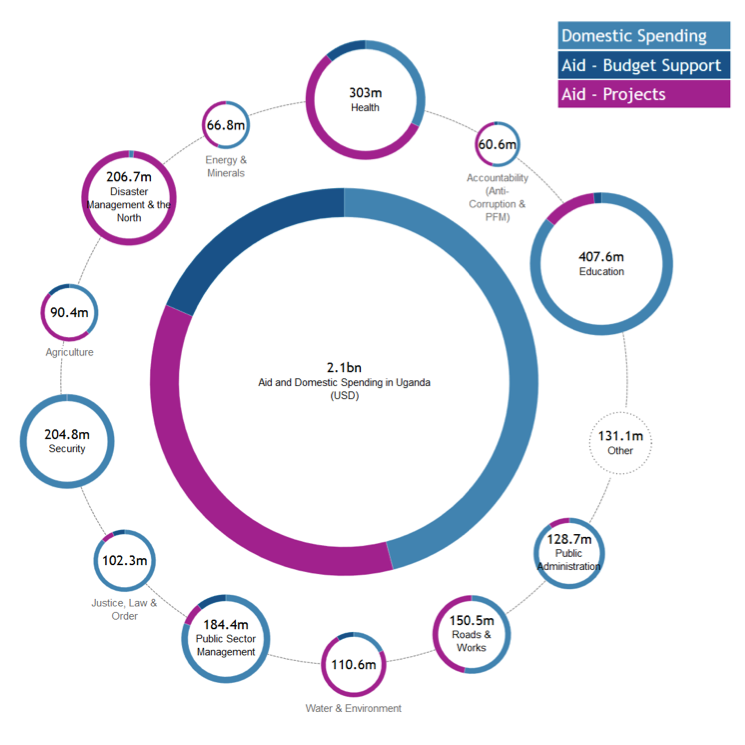 Domestic Spending
Aid - Budget Support
Aid - Projects
303m
Health
60.6m
Accountability
(Anti-
Corruption &
PFM)
407.6m
Education
131.1m
Other
128.7m
Public
Administration
150.5m
Roads &
Works
110.6m
Water & Environment
184.4m
Public Sector
Management
102.3m
Justice, Law &
Order
204.8m
Security
90.4m
Agriculture
206.7m
Disaster
Management & the
North
66.8m
Energy &
Minerals
2.1bn
Aid and Domestic Spending in Uganda
(USD)